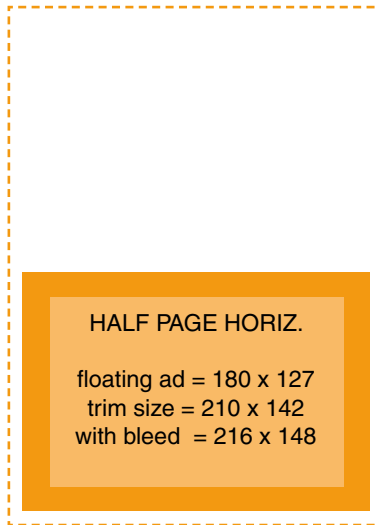 HALF PAGE HORIZ.
floating ad = 180 x 127
trim size = 210 x 142
with bleed  = 216 x 148